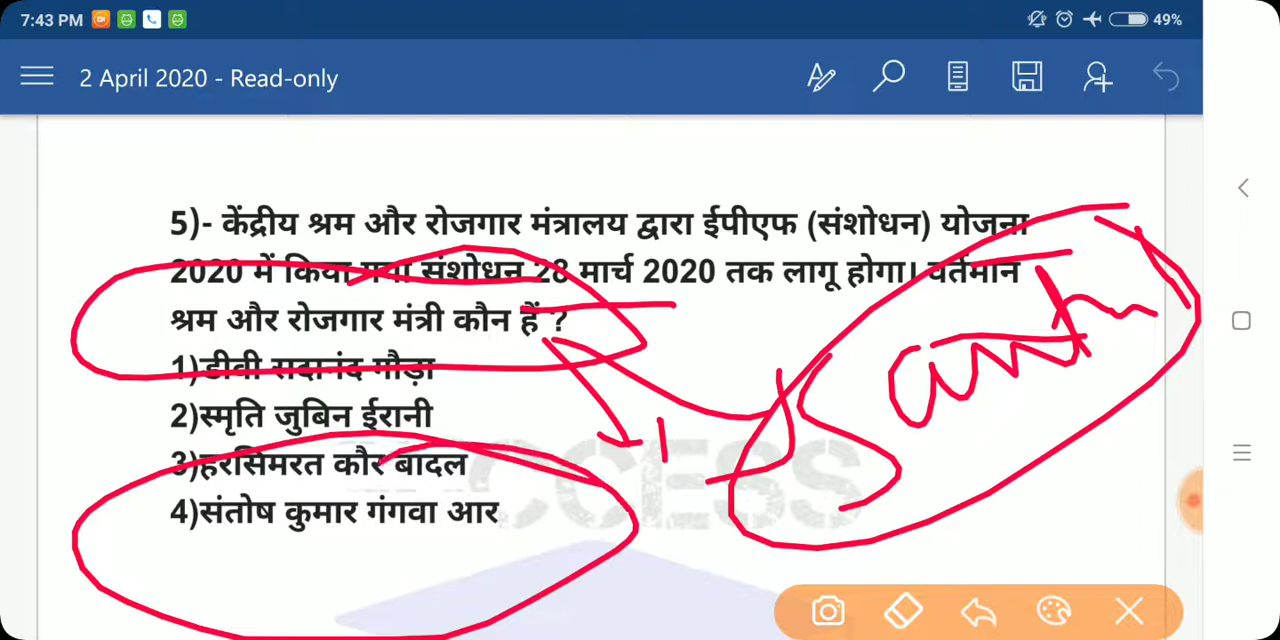 7:43 PM
49%
2 April 2020 - Read-only
5)- केंद्रीय श्रम और रोजगार मंत्रालय द्वारा ईपीएफ (संशोधन) योजना
2020 में किया गया संशोधन 28 मार्च 2020 तक लागू होगा। वर्तमान
श्रम और रोजगार मंत्री कौन हैं ?
1)डीवी सदानंद गौड़ा
2)स्मृति जुबिन ईरानी
3)हरसिमरत कौर बादल
4)संतोष कुमार गंगवा आर